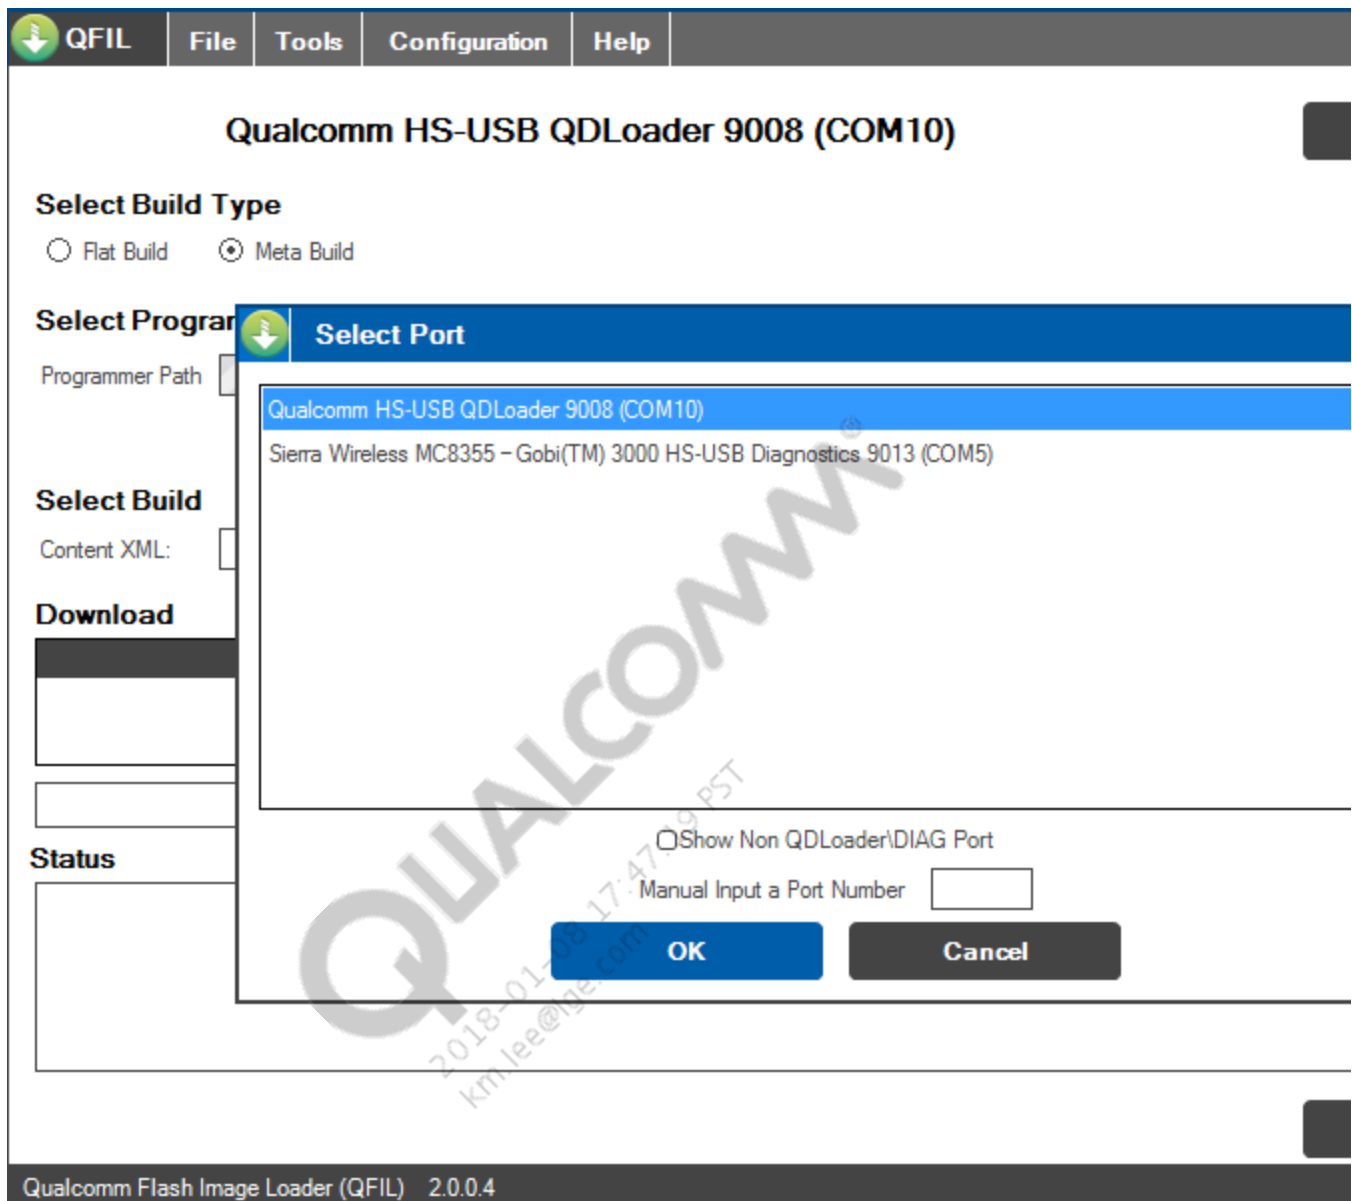 QFIL File Tools Configuration Help
Qualcomm HS-USB QDLoader 9008 (COM10)
Select Build Type
Flat Build Meta Build
Select Progra
Programmer Path
Select Port
Qualcomm HS-USB QDLoader 9008 (COM10)
Sierra Wireless MC8355 – Gobi(TM) 3000 HS-USB Diagnostics 9013 (COM5)
Select Build
Content XML:
Download
Show Non QDLoader\DIAG Port
Manual Input a Port Number
OK Cancel
Status
QUALCOMM®
2018-01-08 17:47:19 PST
km.lee@lge.com
Qualcomm Flash Image Loader (QFIL) 2.0.0.4